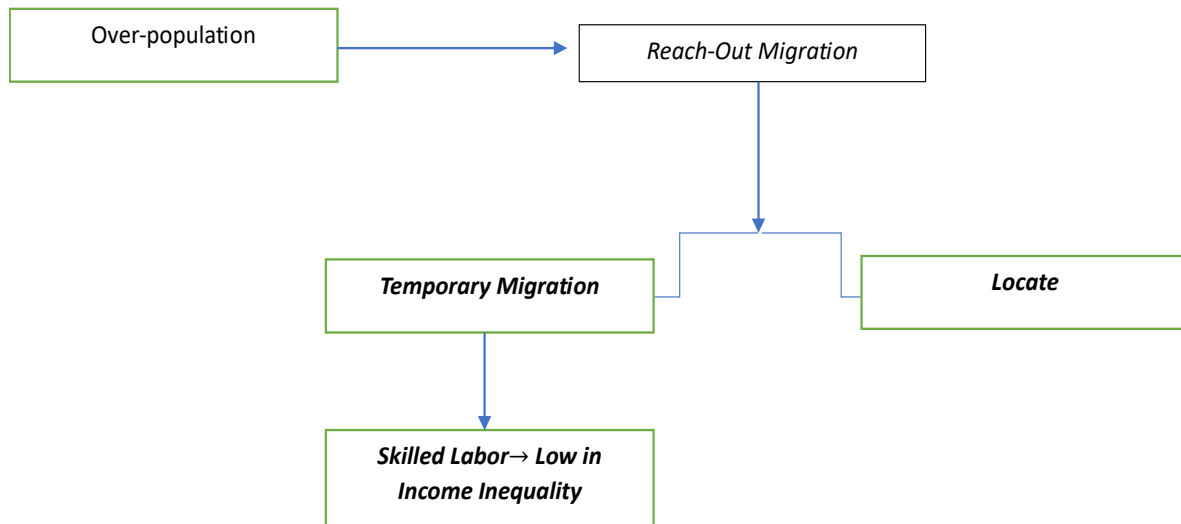 Over-population
Reach-Out Migration
Temporary Migration
Locate
Skilled Labor→ Low in
Income Inequality